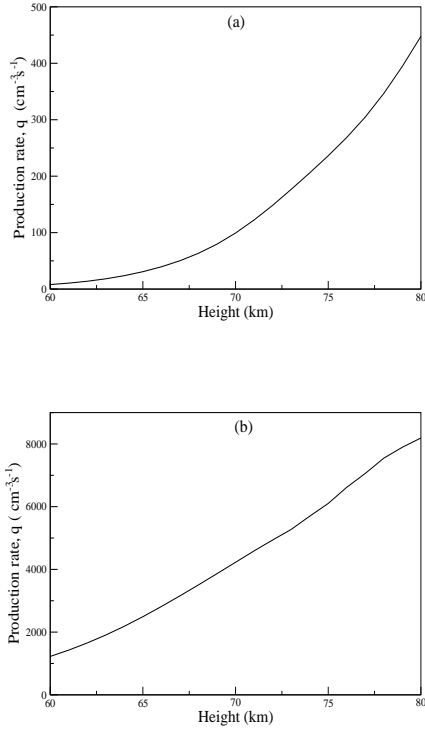 (a)
Production rate, q (cm⁻³s⁻¹)
500
400
300
200
100
0
60 65 70 75 80
Height (km)
(b)
Production rate, q ( cm⁻³s⁻¹)
8000
6000
4000
2000
0
60 65 70 75 80
Height (km)